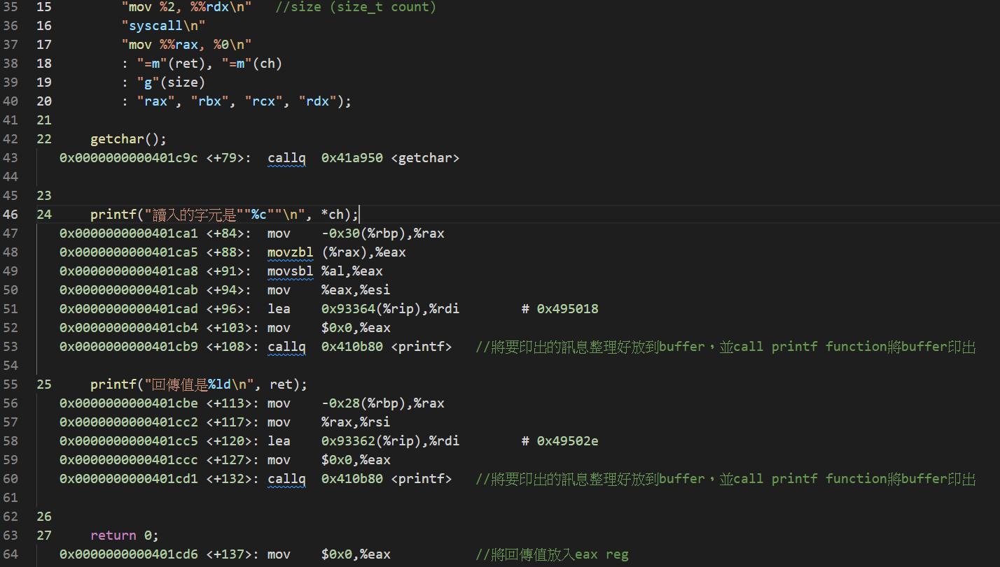 35 15 "mov %2, %%rdx\n" //size (size_t count)
36 16 "syscall\n"
37 17 "mov %%rax, %0\n"
38 18 : "=m"(ret), "=m"(ch)
39 19 : "g"(size)
40 20 : "rax", "rbx", "rcx", "rdx");
41 21
42 22 getchar();
43 0x0000000000401c9c <+79>: callq 0x41a950 <getchar>
44
45 23
46 24 printf("讀入的字元是""%c""\n", *ch);
47 0x0000000000401ca1 <+84>: mov -0x30(%rbp),%rax
48 0x0000000000401ca5 <+88>: movzbl (%rax),%eax
49 0x0000000000401ca8 <+91>: movsbl %al,%eax
50 0x0000000000401cab <+94>: mov %eax,%esi
51 0x0000000000401cad <+96>: lea 0x93364(%rip),%rdi # 0x495018
52 0x0000000000401cb4 <+103>: mov $0x0,%eax
53 0x0000000000401cb9 <+108>: callq 0x410b80 <printf> //將要印出的訊息整理好放到buffer，並call printf function將buffer印出
54
55 25 printf("回傳值是%ld\n", ret);
56 0x0000000000401cbe <+113>: mov -0x28(%rbp),%rax
57 0x0000000000401cc2 <+117>: mov %rax,%rsi
58 0x0000000000401cc5 <+120>: lea 0x93362(%rip),%rdi # 0x49502e
59 0x0000000000401ccc <+127>: mov $0x0,%eax
60 0x0000000000401cd1 <+132>: callq 0x410b80 <printf> //將要印出的訊息整理好放到buffer，並call printf function將buffer印出
61
62 26
63 27 return 0;
64 0x0000000000401cd6 <+137>: mov $0x0,%eax //將回傳值放入eax reg